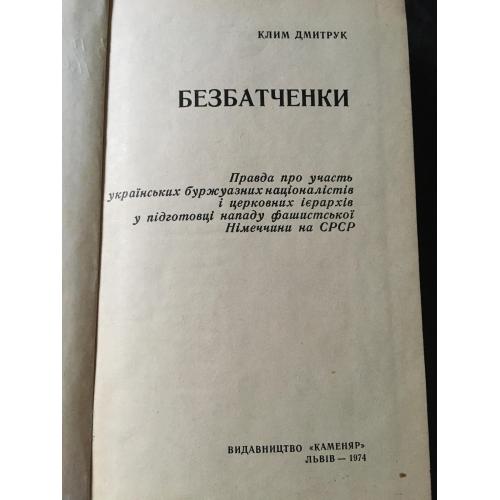 КЛИМ ДМИТРУК
БЕЗБАТЧЕНКИ
Правда про участь
українських буржуазних націоналістів
і церковних ієрархів
у підготовці нападу фашистської
Німеччини на СРСР
ВИДАВНИЦТВО «КАМЕНЯР»
ЛЬВІВ — 1974